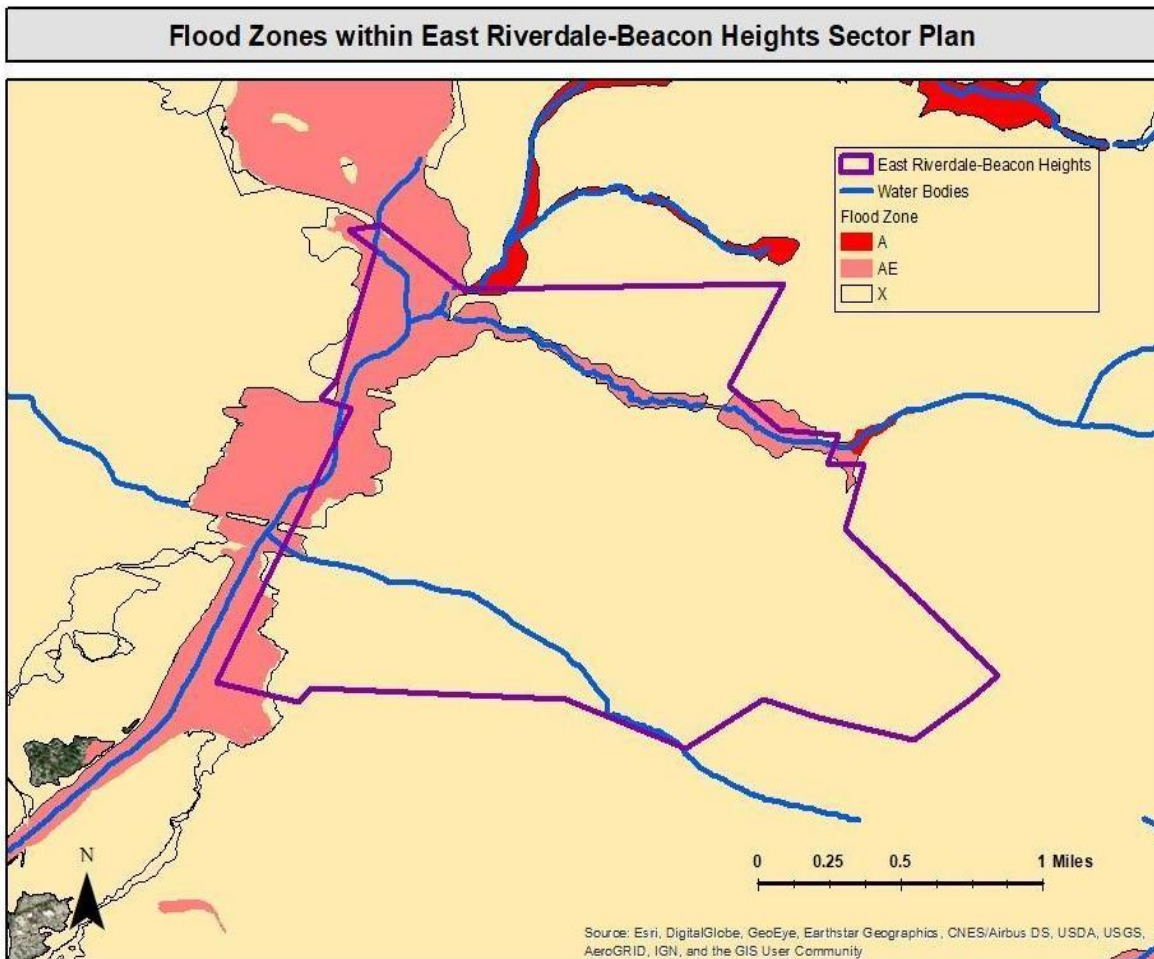 Flood Zones within East Riverdale-Beacon Heights Sector Plan
East Riverdale-Beacon Heights
Water Bodies
Flood Zone
A
AE
X
N
0 0.25 0.5 1 Miles
Source: Esri, DigitalGlobe, GeoEye, Earthstar Geographics, CNES/Airbus DS, USDA, USGS,
AeroGRID, IGN, and the GIS User Community